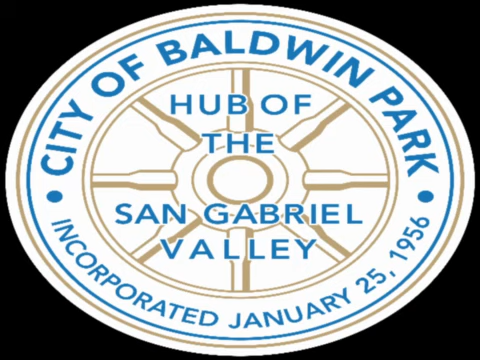 CITY OF BALDWIN PARK
HUB OF
THE
SAN GABRIEL
VALLEY
INCORPORATED JANUARY 25, 1956